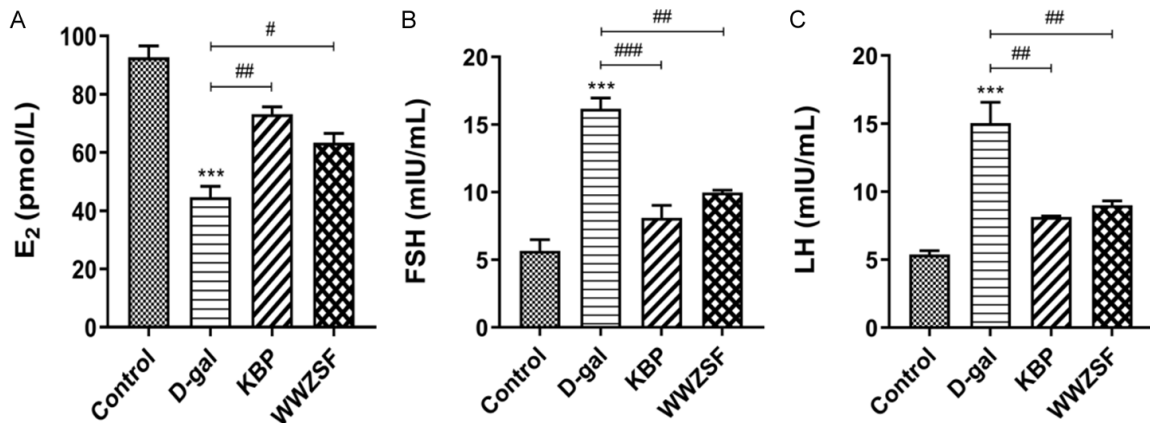 A
E₂ (pmol/L)
100
80
60
40
20
0
#
##
***
Control
D-gal
KBP
WWZSF
B
FSH (mIU/mL)
20
15
10
5
0
##
###
***
Control
D-gal
KBP
WWZSF
C
LH (mIU/mL)
20
15
10
5
0
##
##
***
Control
D-gal
KBP
WWZSF